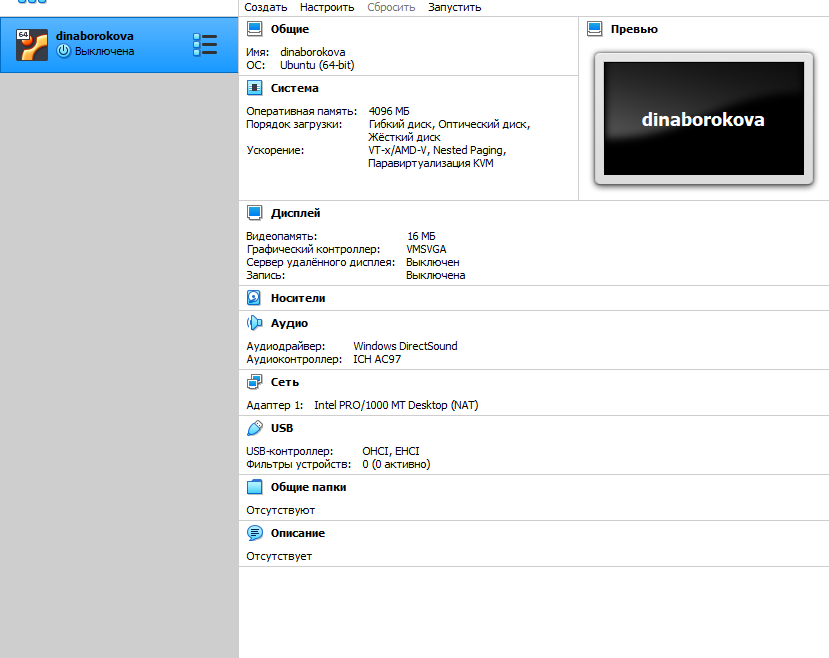 Создать Настроить Сбросить Запустить
64
dinaborokova
Выключена
Общие
Имя: dinaborokova
ОС: Ubuntu (64-bit)
Превью
dinaborokova
Система
Оперативная память: 4096 МБ
Порядок загрузки: Гибкий диск, Оптический диск,
Жёсткий диск
Ускорение: VT-x/AMD-V, Nested Paging,
Паравиртуализация KVM
Дисплей
Видеопамять: 16 МБ
Графический контроллер: VMSVGA
Сервер удалённого дисплея: Выключен
Запись: Выключена
Носители
Аудио
Аудиодрайвер: Windows DirectSound
Аудиоконтроллер: ICH AC97
Сеть
Адаптер 1: Intel PRO/1000 MT Desktop (NAT)
USB
USB-контроллер: OHCI, EHCI
Фильтры устройств: 0 (0 активно)
Общие папки
Отсутствуют
Описание
Отсутствует